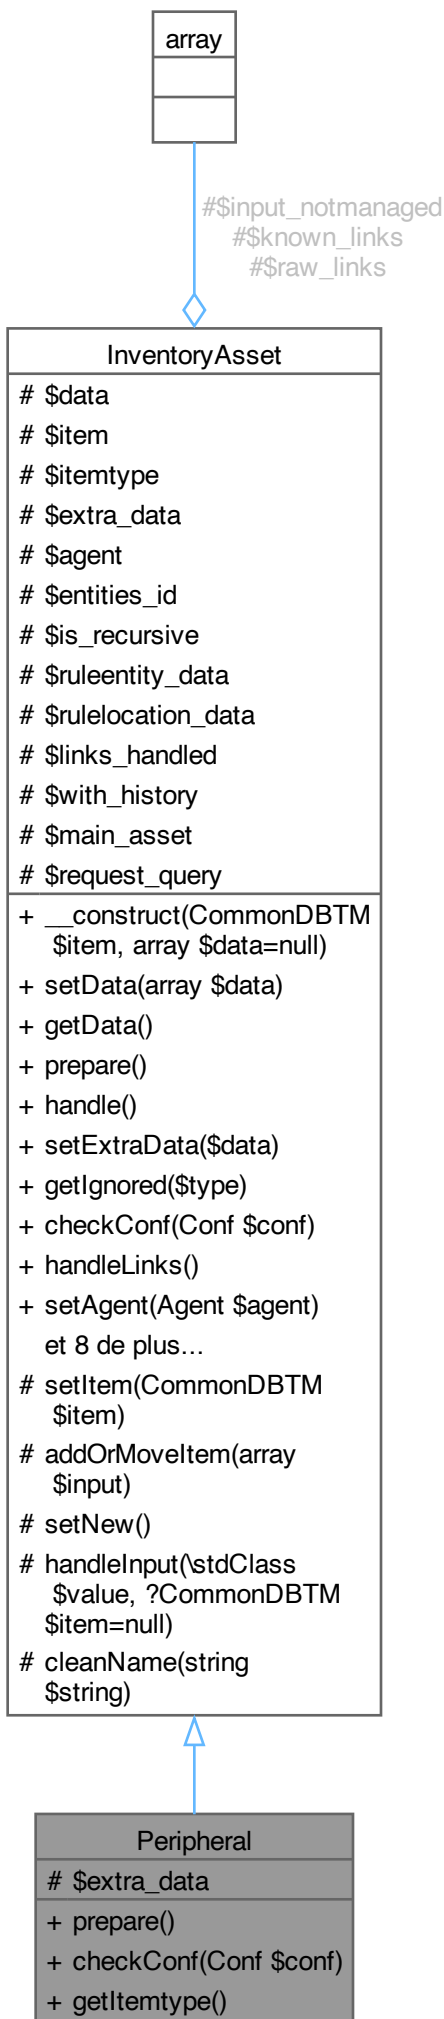 array
#$input_notmanaged
#$known_links
#$raw_links
InventoryAsset
# $data
# $item
# $itemtype
# $extra_data
# $agent
# $entities_id
# $is_recursive
# $ruleentity_data
# $rulelocation_data
# $links_handled
# $with_history
# $main_asset
# $request_query
+ __construct(CommonDBTM
$item, array $data=null)
+ setData(array $data)
+ getData()
+ prepare()
+ handle()
+ setExtraData($data)
+ getIgnored($type)
+ checkConf(Conf $conf)
+ handleLinks()
+ setAgent(Agent $agent)
et 8 de plus...
# setItem(CommonDBTM
$item)
# addOrMoveItem(array
$input)
# setNew()
# handleInput(\stdClass
$value, ?CommonDBTM
$item=null)
# cleanName(string
$string)
Peripheral
# $extra_data
+ prepare()
+ checkConf(Conf $conf)
+ getItemtype()